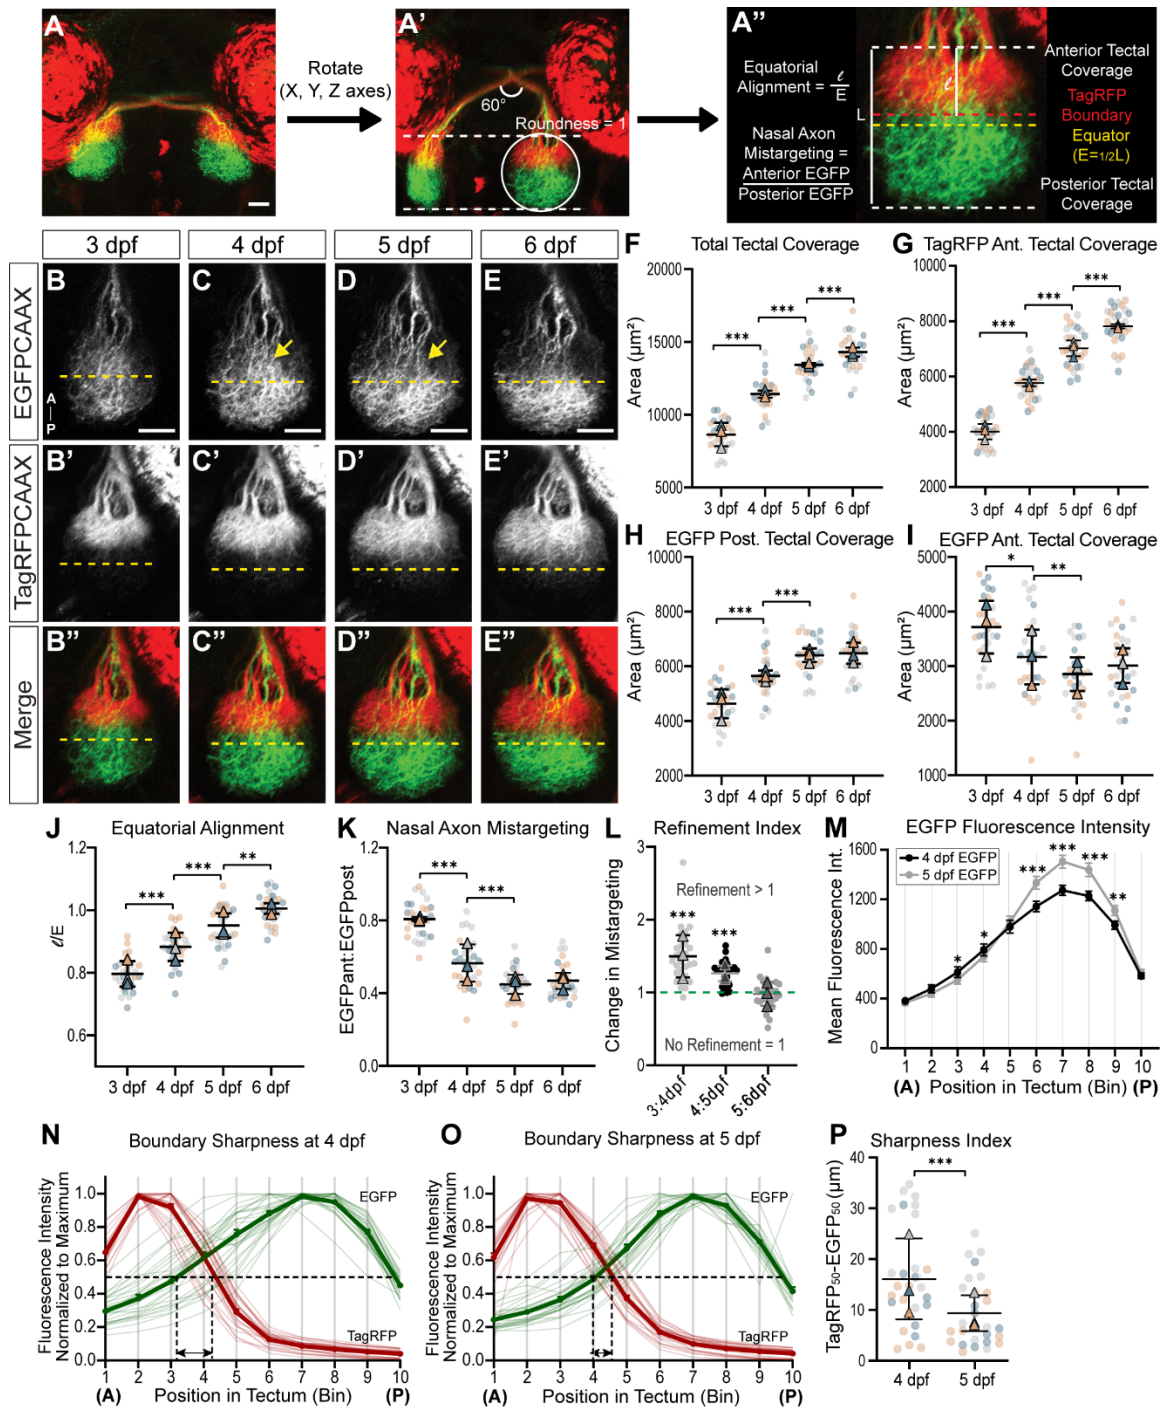 A
Rotate
(X, Y, Z axes)
A'
60°
Roundness = 1
A"
Equatorial
Alignment = ℓ/E
Nasal Axon
Mistargeting =
Anterior EGFP
Posterior EGFP
ℓ
L
Anterior Tectal
Coverage
TagRFP
Boundary
Equator
(E=1/2L)
Posterior Tectal
Coverage
3 dpf
4 dpf
5 dpf
6 dpf
EGFPCAAX
B
A
P
C
D
E
TagRFPCAAX
B'
C'
D'
E'
Merge
B"
C"
D"
E"
F
Total Tectal Coverage
Area (µm²)
20000
15000
10000
5000
***
***
***
3 dpf 4 dpf 5 dpf 6 dpf
G
TagRFP Ant. Tectal Coverage
Area (µm²)
10000
8000
6000
4000
2000
***
***
***
3 dpf 4 dpf 5 dpf 6 dpf
H
EGFP Post. Tectal Coverage
Area (µm²)
10000
8000
6000
4000
2000
***
***
3 dpf 4 dpf 5 dpf 6 dpf
I
EGFP Ant. Tectal Coverage
Area (µm²)
5000
4000
3000
2000
1000
*
**
3 dpf 4 dpf 5 dpf 6 dpf
J
Equatorial Alignment
ℓ/E
1.2
1.0
0.8
0.6
***
***
**
3 dpf 4 dpf 5 dpf 6 dpf
K
Nasal Axon Mistargeting
EGFPant:EGFPpost
1.2
0.8
0.4
0.0
***
***
3 dpf 4 dpf 5 dpf 6 dpf
L
Refinement Index
Change in Mistargeting
3
2
1
0
Refinement > 1
***
***
No Refinement = 1
3:4dpf
4:5dpf
5:6dpf
M
EGFP Fluorescence Intensity
Mean Fluorescence Int.
1600
1200
800
400
4 dpf EGFP
5 dpf EGFP
*
*
***
***
***
**
1 2 3 4 5 6 7 8 9 10
(A) Position in Tectum (Bin) (P)
N
Boundary Sharpness at 4 dpf
Fluorescence Intensity
Normalized to Maximum
1.0
0.8
0.6
0.4
0.2
0.0
EGFP
TagRFP
1 2 3 4 5 6 7 8 9 10
(A) Position in Tectum (Bin) (P)
O
Boundary Sharpness at 5 dpf
Fluorescence Intensity
Normalized to Maximum
1.0
0.8
0.6
0.4
0.2
0.0
EGFP
TagRFP
1 2 3 4 5 6 7 8 9 10
(A) Position in Tectum (Bin) (P)
P
Sharpness Index
TagRFP50-EGFP50 (µm)
40
30
20
10
0
***
4 dpf 5 dpf